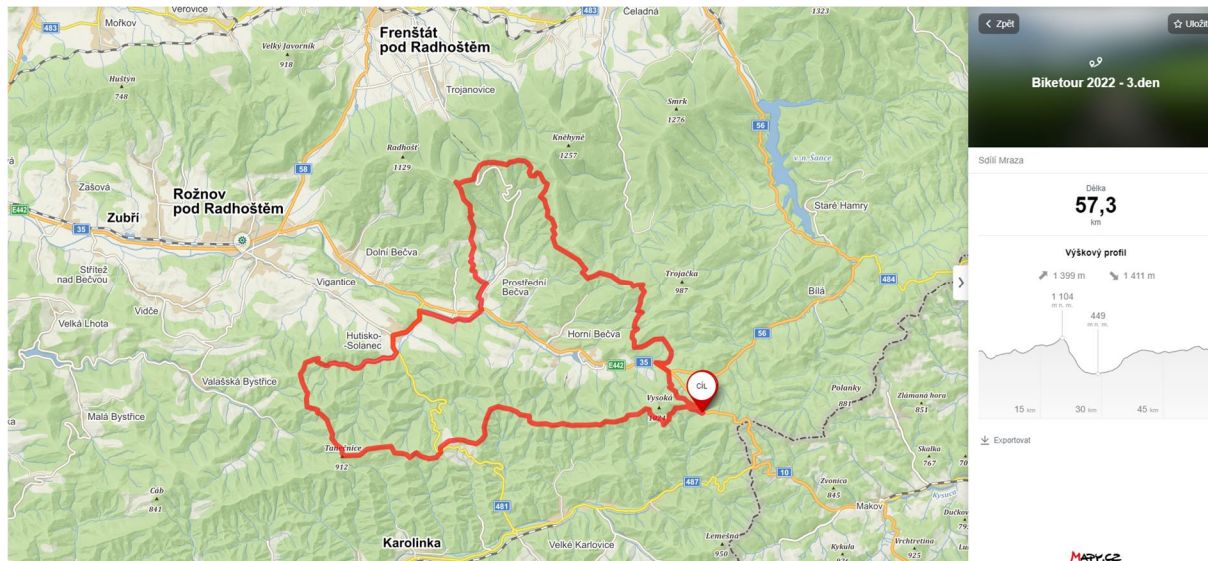 Verovice
483
Mořkov
Čeladná
1323
483
Frenštát
pod Radhoštěm
Velký Javorník
918
Huštýn
748
Trojanovice
Smrk
1276
56
Kněhyně
1257
Radhošť
1129
v. n. Šance
58
Zašová
Rožnov
pod Radhoštěm
Zubří
E442
35
Staré Hamry
Dolní Bečva
Střítež
nad Bečvou
Vigantice
Prostřední
Bečva
Trojačka
987
484
Bílá
Vidče
Velká Lhota
Hutisko-
-Solanec
Horní Bečva
56
E442
35
Valašská Bystřice
CÍL
Polanky
881
Zlámana hora
851
Malá Bystřice
Vysoká
1024
Tanečnice
912
Skalka
767
Cáb
841
10
487
Zvonica
845
Kysuca
481
Makov
Karolinka
Velké Karlovice
Lemešná
950
Kykula
Vrchtretina
925
Zpět
Uložit
Biketour 2022 - 3.den
Sdílí Mraza
Délka
57,3
km
Výškový profil
1 399 m
1 411 m
1 104
m n. m.
449
m n. m.
15 km
30 km
45 km
Exportovat
MAPY.CZ